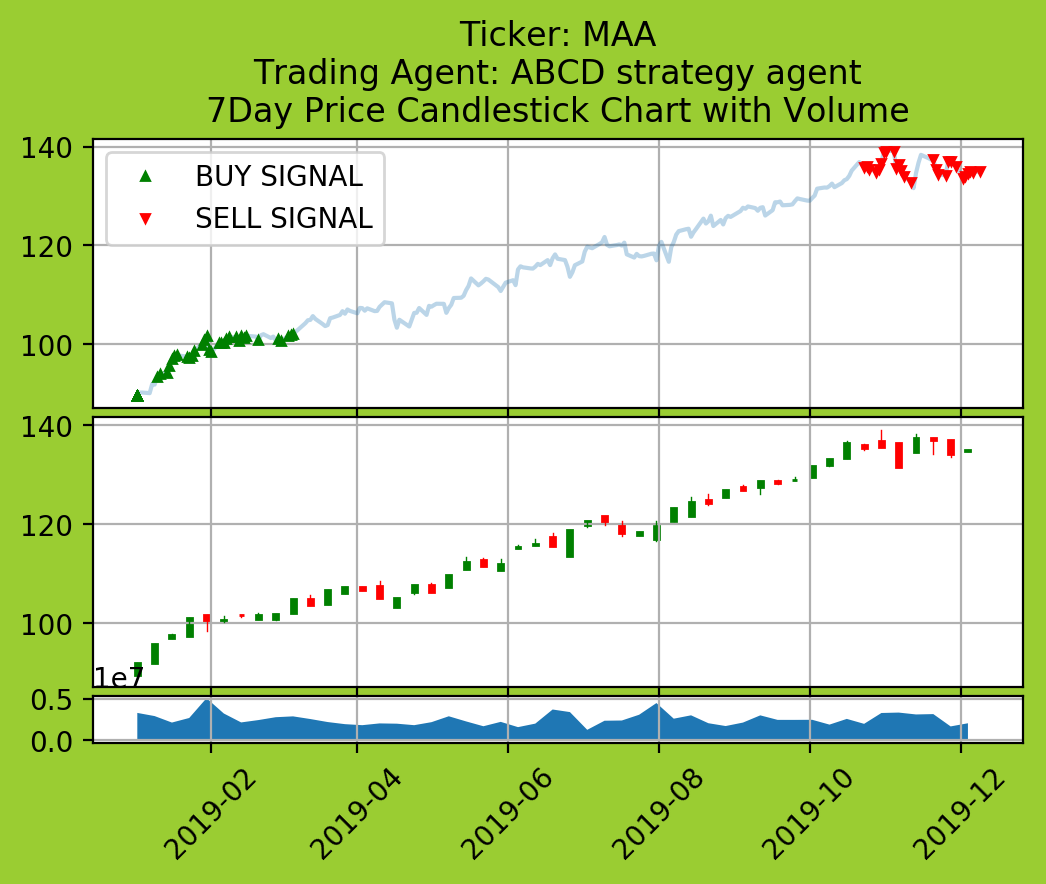 Ticker: MAA
Trading Agent: ABCD strategy agent
7Day Price Candlestick Chart with Volume
140
120
100
BUY SIGNAL
SELL SIGNAL
140
120
100
1e7
0.5
0.0
2019-02
2019-04
2019-06
2019-08
2019-10
2019-12